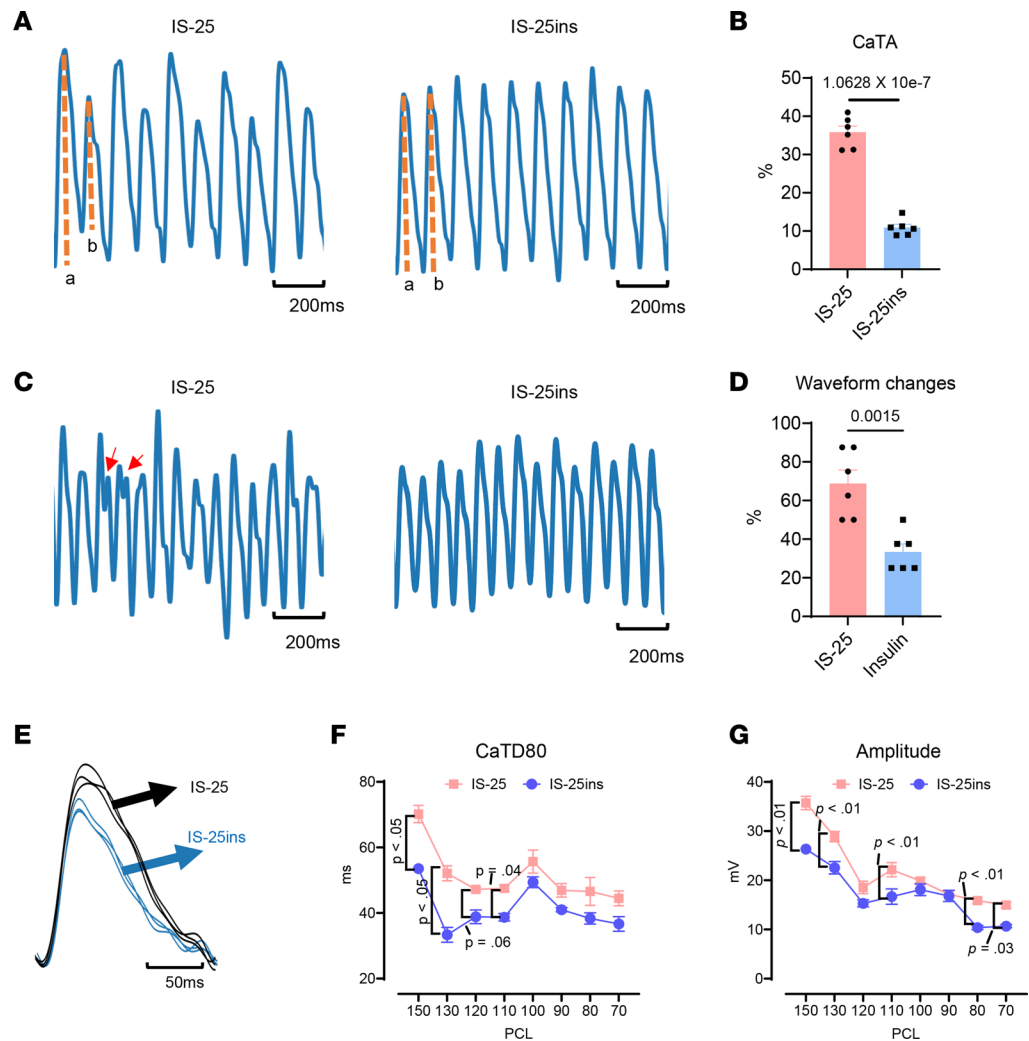 A
IS-25
IS-25ins
a
b
a
b
200ms
200ms
B
CaTA
1.0628 X 10e-7
50
40
30
20
10
0
%
IS-25
IS-25ins
C
IS-25
IS-25ins
200ms
200ms
D
Waveform changes
0.0015
100
80
60
40
20
0
%
IS-25
Insulin
E
IS-25
IS-25ins
50ms
F
CaTD80
IS-25
IS-25ins
80
60
40
20
ms
p < .05
p < .05
p = .04
p = .06
150 130 120 110 100 90 80 70
PCL
G
Amplitude
IS-25
IS-25ins
40
30
20
10
0
mV
p < .01
p < .01
p < .01
p < .01
p = .03
150 130 120 110 100 90 80 70
PCL